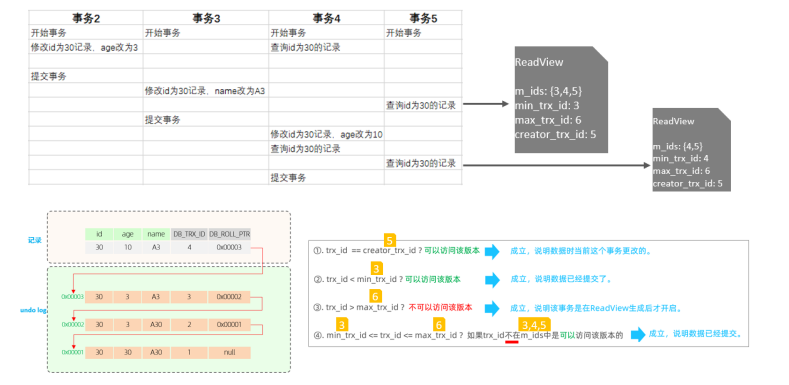 事务2 事务3 事务4 事务5
开始事务 开始事务 开始事务 开始事务
修改id为30记录、age改为3 查询id为30的记录
提交事务
修改id为30记录、name改为A3
查询id为30的记录
提交事务
修改id为30记录、age改为10
查询id为30的记录
查询id为30的记录
提交事务
ReadView
m_ids: {3,4,5}
min_trx_id: 3
max_trx_id: 6
creator_trx_id: 5
ReadView
m_ids: {4,5}
min_trx_id: 4
max_trx_id: 6
creator_trx_id: 5
记录
id age name DB_TRX_ID DB_ROLL_PTR
30 10 A3 4 0x00003
undo log
0x00003 30 3 A3 3 0x00002
0x00002 30 3 A30 2 0x00001
0x00001 30 30 A30 1 null
5
①. trx_id == creator_trx_id ? 可以访问该版本 成立，说明数据时当前这个事务更改的。
3
②. trx_id < min_trx_id ? 可以访问该版本 成立，说明数据已经提交了。
6
③. trx_id > max_trx_id ? 不可以访问该版本 成立，说明该事务是在ReadView生成后才开启。
3 6 3,4,5
④. min_trx_id <= trx_id <= max_trx_id ? 如果trx_id不在m_ids中是可以访问该版本的 成立，说明数据已经提交。